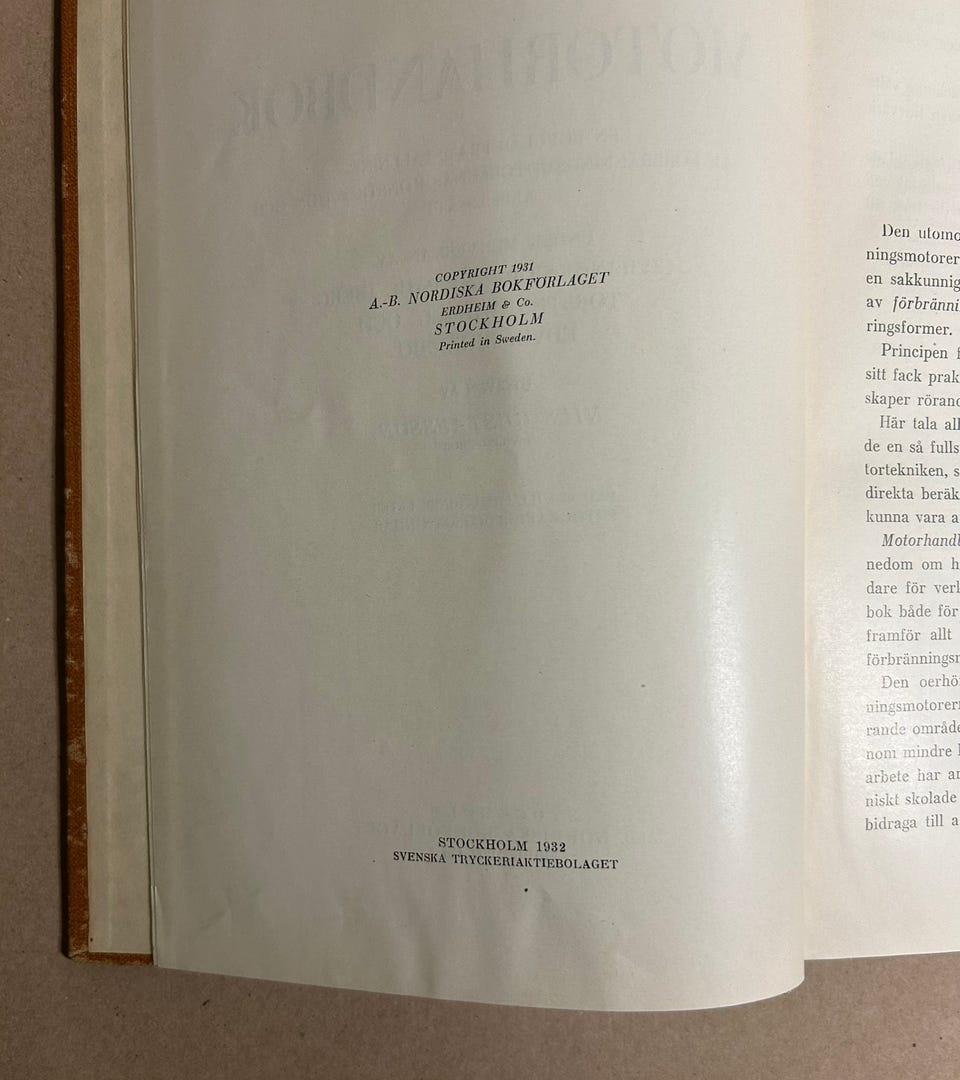 COPYRIGHT 1931
A.-B. NORDISKA BOKFÖRLAGET
ERDHEIM & Co.
STOCKHOLM
Printed in Sweden.
STOCKHOLM 1932
SVENSKA TRYCKERIAKTIEBOLAGET
Den utomo
ningsmotorer
en sakkunnig
av förbränni
ringsformer.
Principen f
sitt fack prak
skaper röran
Här tala all
de en så fulls
tortekniken, s
direkta beräk
kunna vara a
Motorhandl
nedom om h
dare för verl
bok både för
framför allt
förbränningsr
Den oerhö
ningsmotorer
rande område
nom mindre
arbete har ar
niskt skolade
bidraga till a